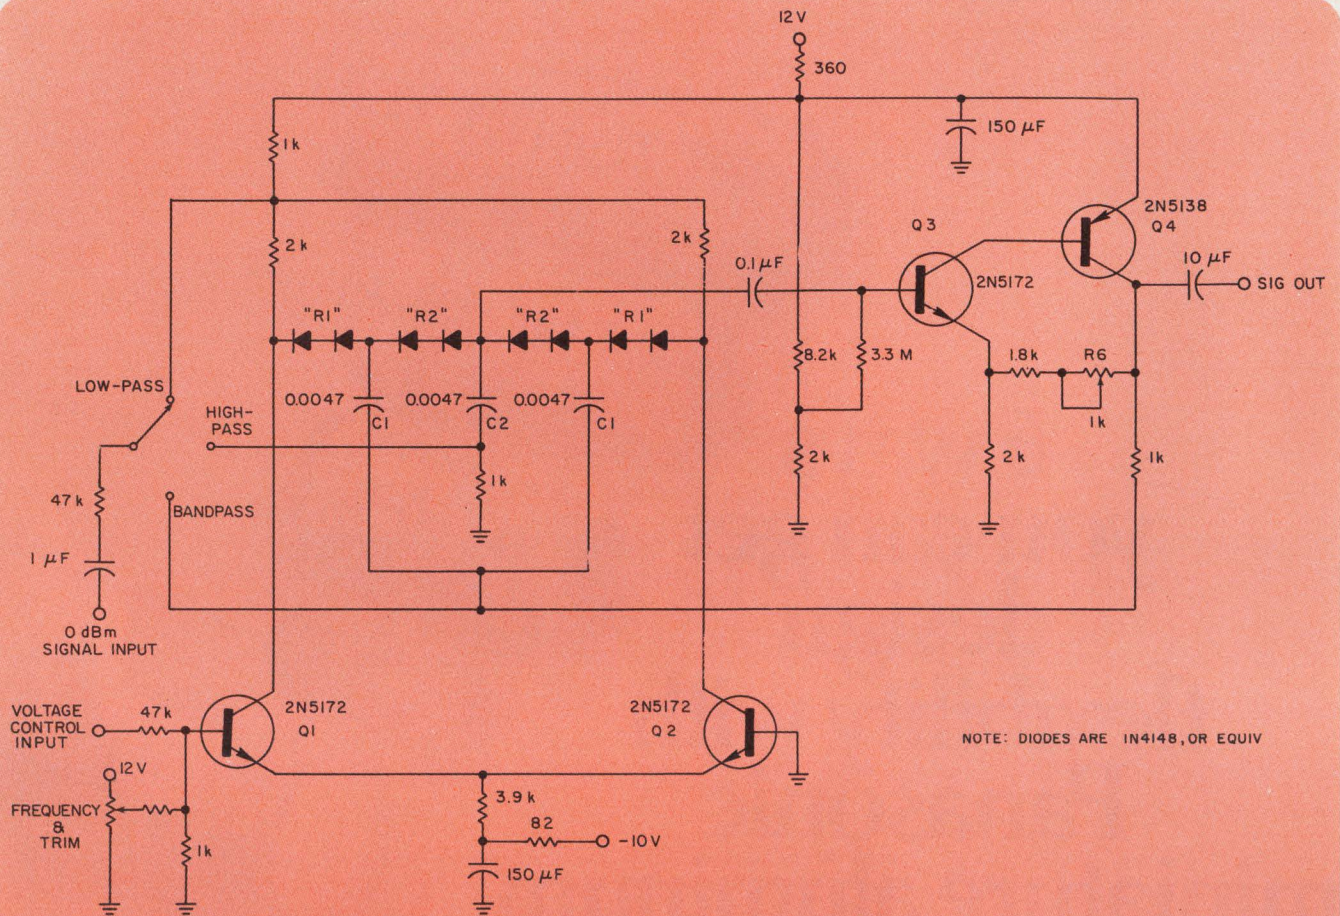 12 V
360
1k
150 µF
2N5138
Q4
Q3
2k
2k
0.1 µF
2N5172
10 µF
SIG OUT
"R1"
"R2"
"R2"
"R1"
8.2k
3.3 M
1.8k
R6
1k
LOW-PASS
HIGH-
PASS
0.0047
C1
0.0047
C2
0.0047
C1
47k
1k
2k
2k
1k
BANDPASS
1 µF
0 dBm
SIGNAL INPUT
VOLTAGE
CONTROL
INPUT
47k
2N5172
Q1
2N5172
Q2
NOTE: DIODES ARE 1N4148, OR EQUIV
12V
FREQUENCY
&
TRIM
1k
3.9k
82
-10V
150 µF